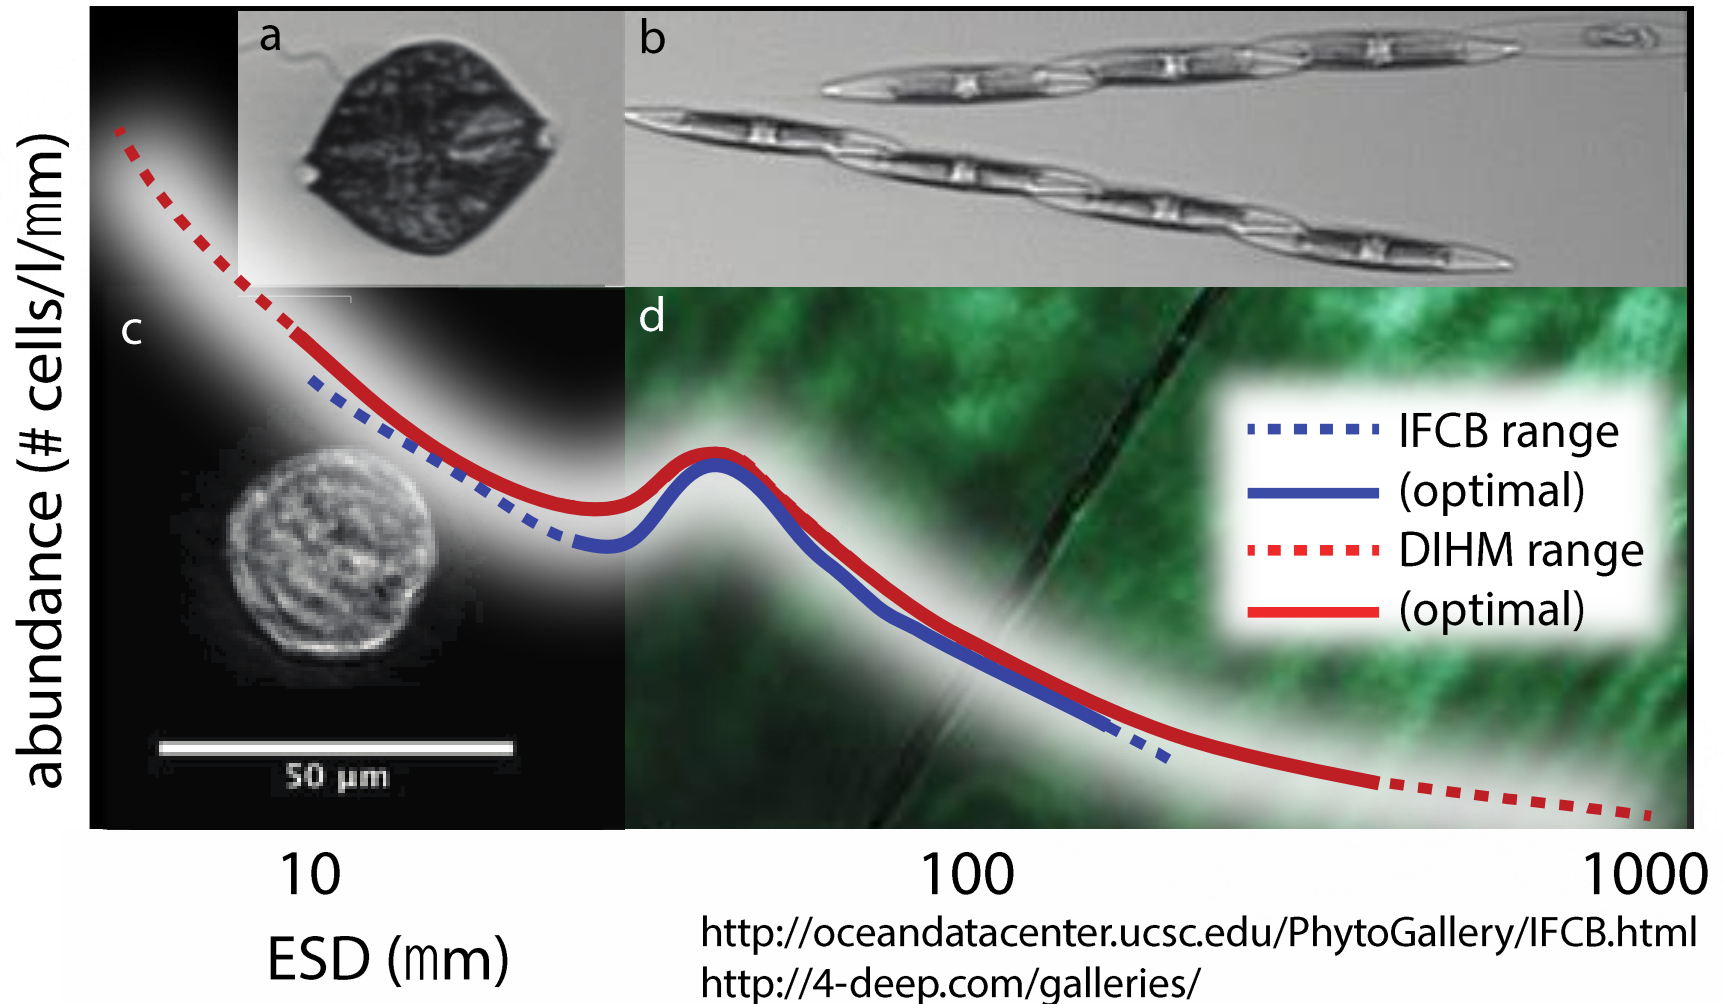 a
b
abundance (# cells/l/mm)
c
d
IFCB range
(optimal)
DIHM range
(optimal)
50 µm
10
100
1000
ESD (mm)
http://oceandatacenter.ucsc.edu/PhytoGallery/IFCB.html
http://4-deep.com/galleries/